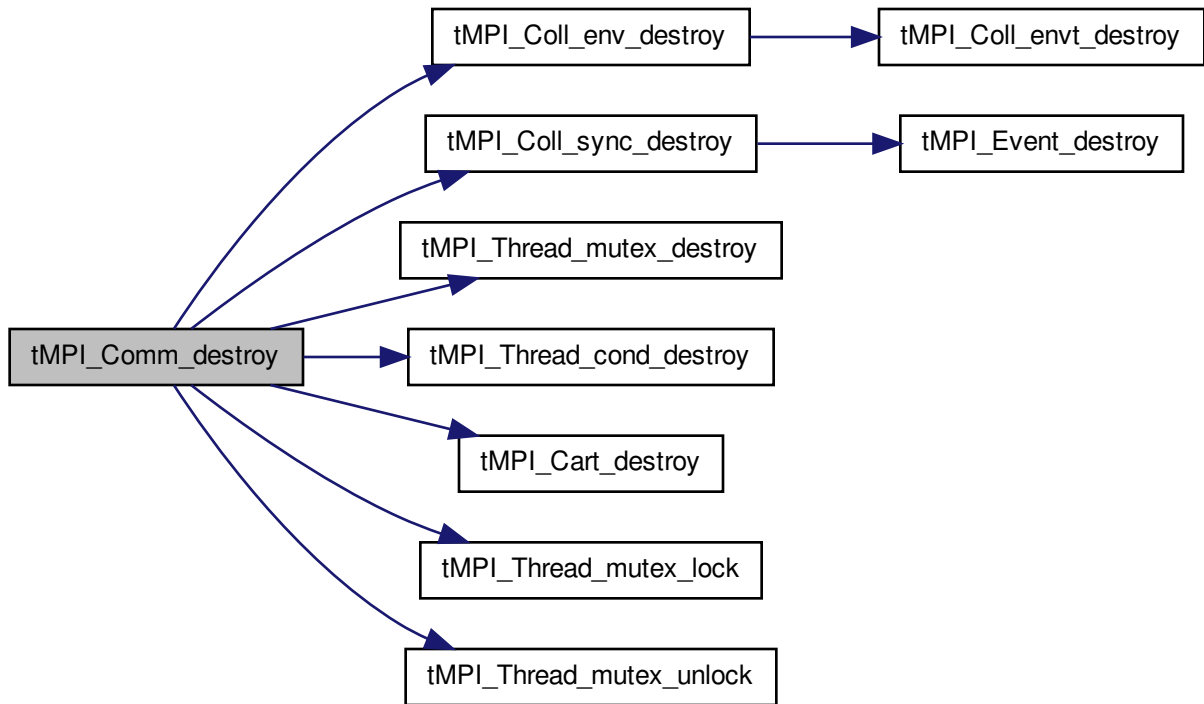 tMPI_Coll_env_destroy
tMPI_Coll_envt_destroy
tMPI_Coll_sync_destroy
tMPI_Event_destroy
tMPI_Thread_mutex_destroy
tMPI_Comm_destroy
tMPI_Thread_cond_destroy
tMPI_Cart_destroy
tMPI_Thread_mutex_lock
tMPI_Thread_mutex_unlock